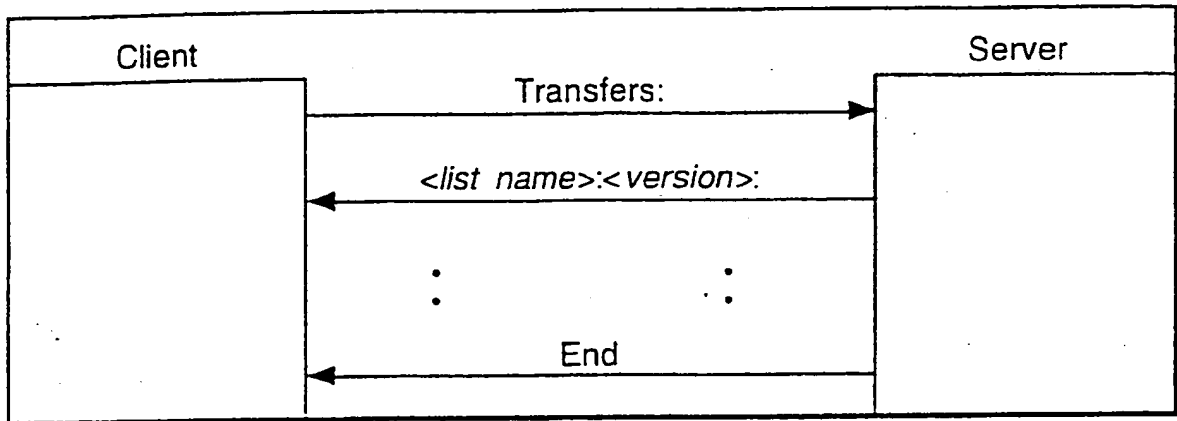 Client
Server
Transfers:
<list name>:<version>:
:
:
End